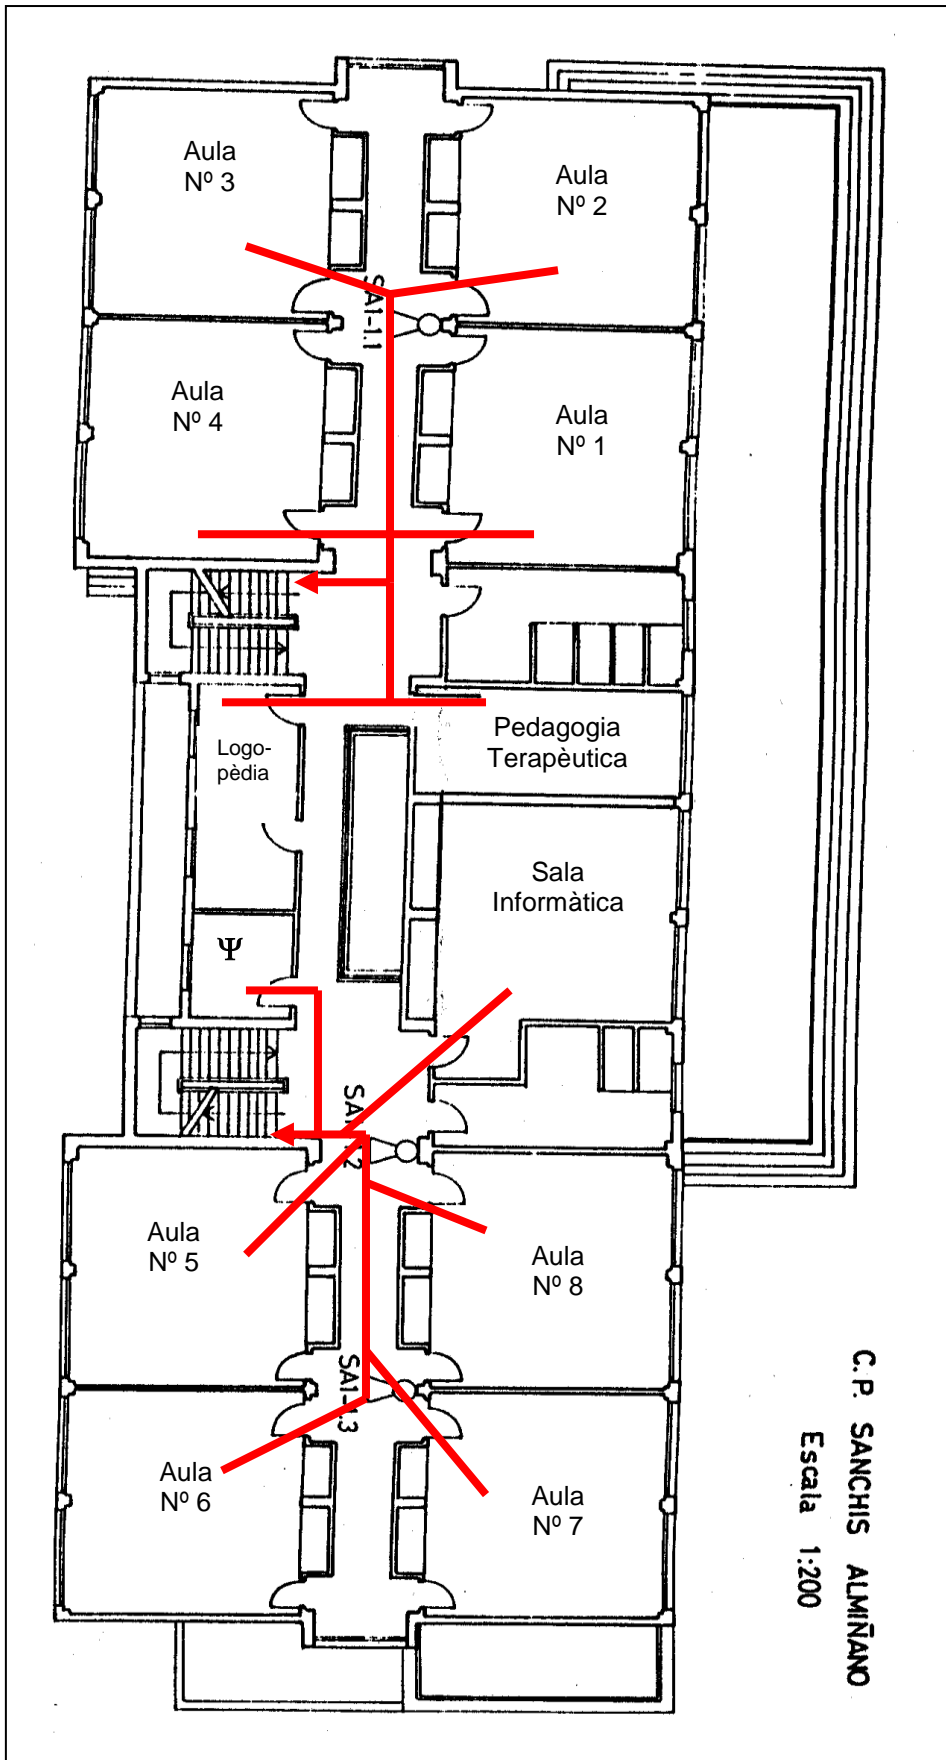 Aula
Nº 3
Aula
Nº 2
SA1-1.1
Aula
Nº 4
Aula
Nº 1
Pedagogia
Terapèutica
Logo-
pèdia
Sala
Informàtica
Ψ
Aula
Nº 5
Aula
Nº 8
SA1-1.3
Aula
Nº 6
Aula
Nº 7
C.P. SANCHIS ALMIÑANO
Escala 1:200